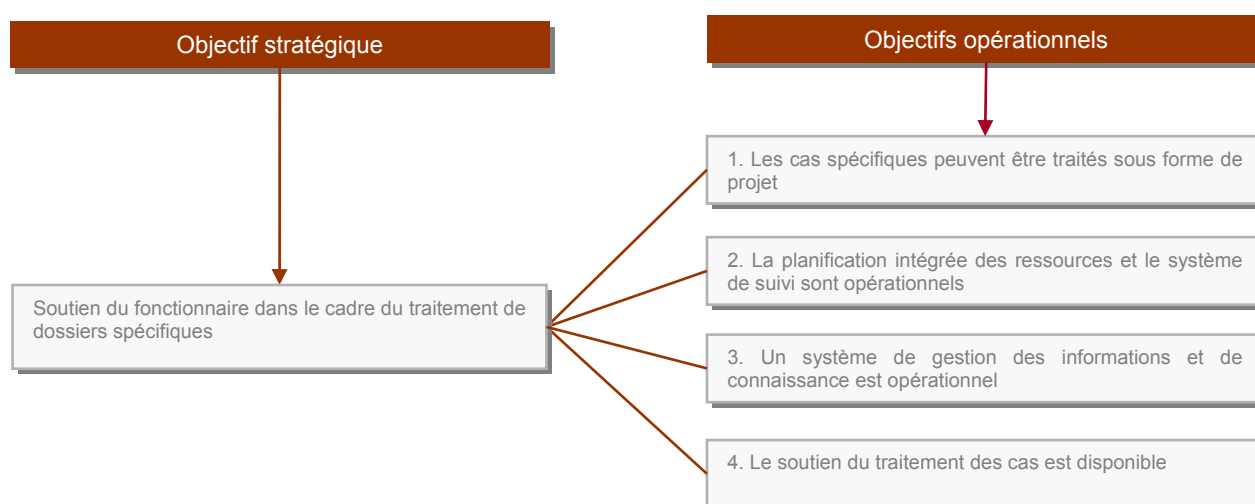 Objectif stratégique
Objectifs opérationnels
Soutien du fonctionnaire dans le cadre du traitement de
dossiers spécifiques
1. Les cas spécifiques peuvent être traités sous forme de
projet
2. La planification intégrée des ressources et le système
de suivi sont opérationnels
3. Un système de gestion des informations et de
connaissance est opérationnel
4. Le soutien du traitement des cas est disponible